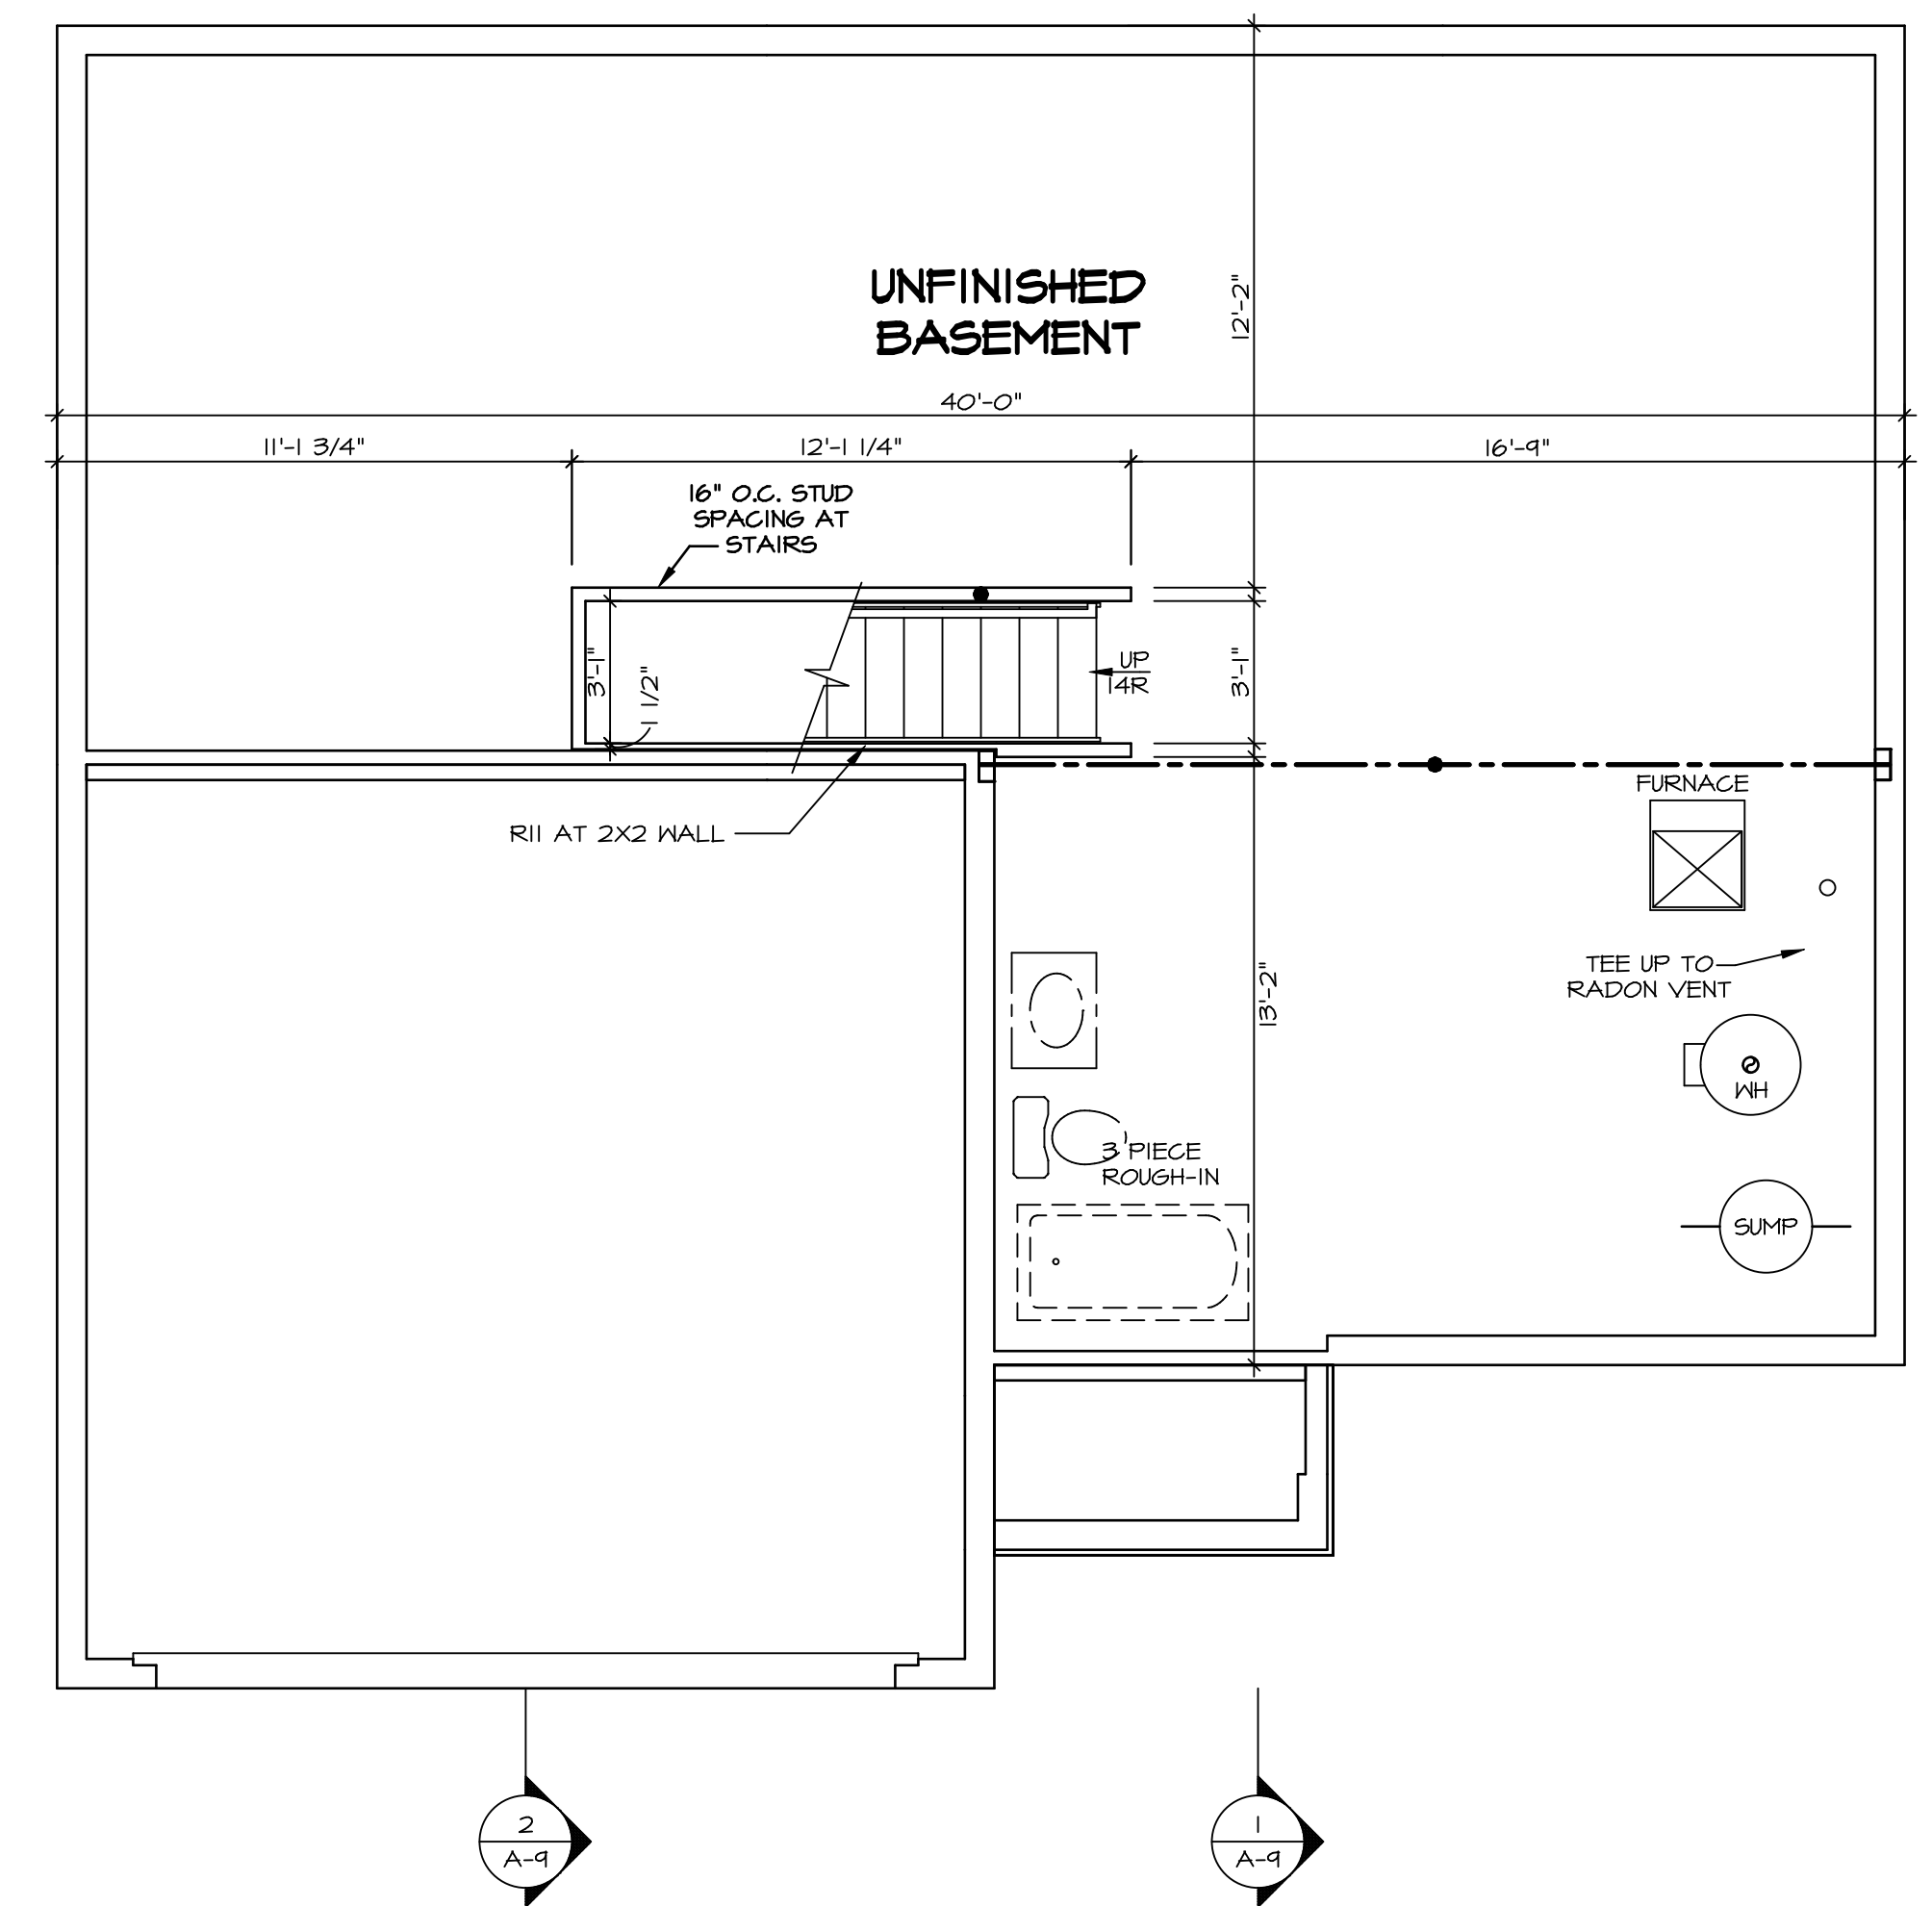 UNFINISHED
BASEMENT
12'-2"
40'-0"
11'-1 3/4"
12'-1 1/4"
16'-9"
16" O.C. STUD
SPACING AT
STAIRS
3'-1"
1 1/2"
UP
14R
3'-1"
FURNACE
R11 AT 2X2 WALL
TEE UP TO
RADON VENT
13'-2"
WH
3 PIECE
ROUGH-IN
SUMP
2
A-9
1
A-9